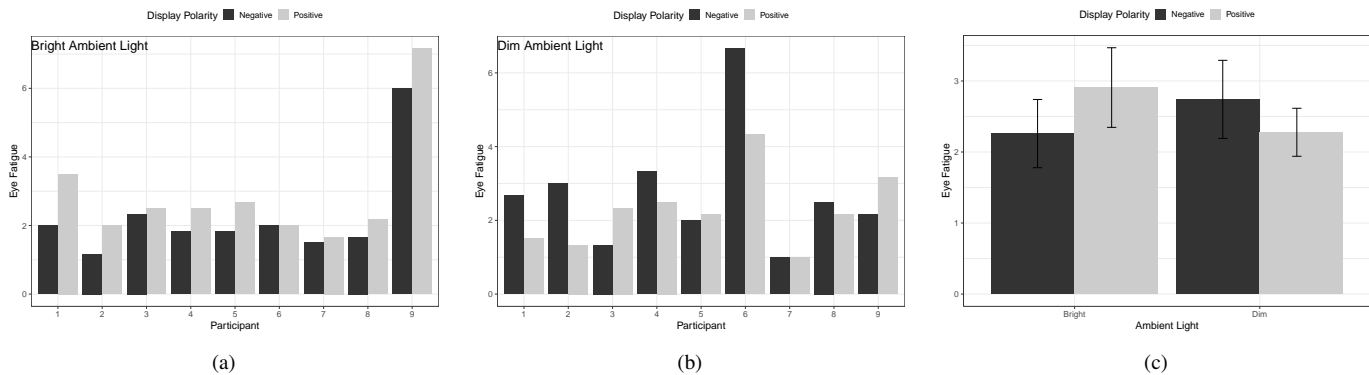 Display Polarity Negative Positive
Bright Ambient Light
Eye Fatigue
6
4
2
0
1 2 3 4 5 6 7 8 9
Participant
(a)
Display Polarity Negative Positive
Dim Ambient Light
Eye Fatigue
6
4
2
0
1 2 3 4 5 6 7 8 9
Participant
(b)
Display Polarity Negative Positive
Eye Fatigue
3
2
1
0
Bright Dim
Ambient Light
(c)